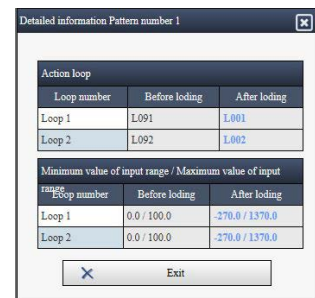 Detailed information Pattern number 1
Action loop
Loop number Before loding After loding
Loop 1 L091 L001
Loop 2 L092 L002
Minimum value of input range / Maximum value of input
range
Loop number Before loding After loding
Loop 1 0.0 / 100.0 -270.0 / 1370.0
Loop 2 0.0 / 100.0 -270.0 / 1370.0
Exit